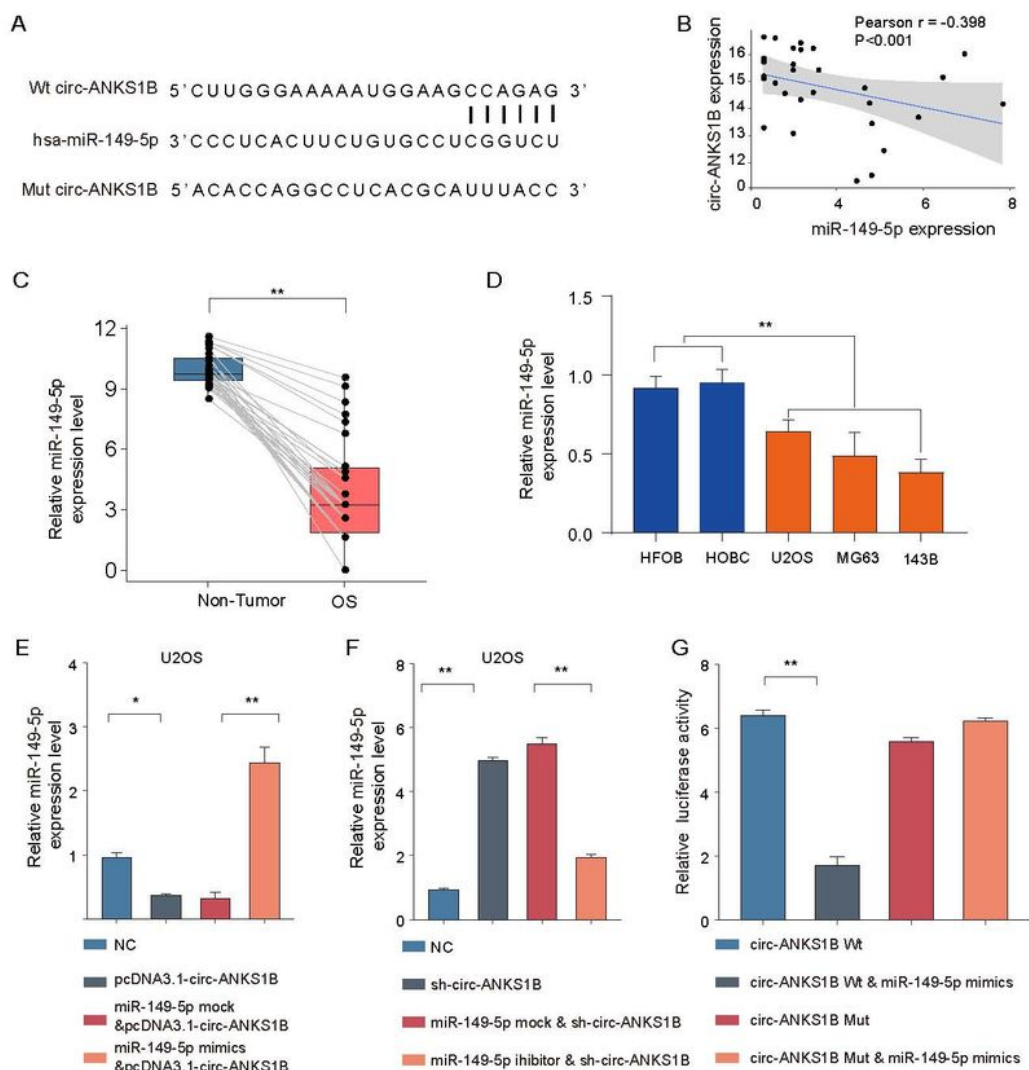 A
Wt circ-ANKS1B 5'CUUGGGAAAAAUGGAAGCCAGAG 3'
hsa-miR-149-5p 3'CCCUCACUUCUGUGCCUCGGUCU
Mut circ-ANKS1B 5'ACACCAGGCCUCACGCAUUUACC 3'
B
Pearson r = -0.398
P<0.001
circ-ANKS1B expression
16
15
14
13
12
0
0 4 6 8
miR-149-5p expression
C
**
Relative miR-149-5p
expression level
12
9
6
3
0
Non-Tumor OS
D
**
Relative miR-149-5p
expression level
1.5
1.0
0.5
0.0
HFOB HOBC U2OS MG63 143B
E
U2OS
* **
Relative miR-149-5p
expression level
4
3
2
1
NC
pcDNA3.1-circ-ANKS1B
miR-149-5p mock
&pcDNA3.1-circ-ANKS1B
miR-149-5p mimics
&pcDNA3.1-circ-ANKS1B
F
U2OS
** **
Relative miR-149-5p
expression level
8
6
4
2
0
NC
sh-circ-ANKS1B
miR-149-5p mock & sh-circ-ANKS1B
miR-149-5p ihibitor & sh-circ-ANKS1B
G
**
Relative luciferase activity
8
6
4
2
0
circ-ANKS1B Wt
circ-ANKS1B Wt & miR-149-5p mimics
circ-ANKS1B Mut
circ-ANKS1B Mut & miR-149-5p mimics